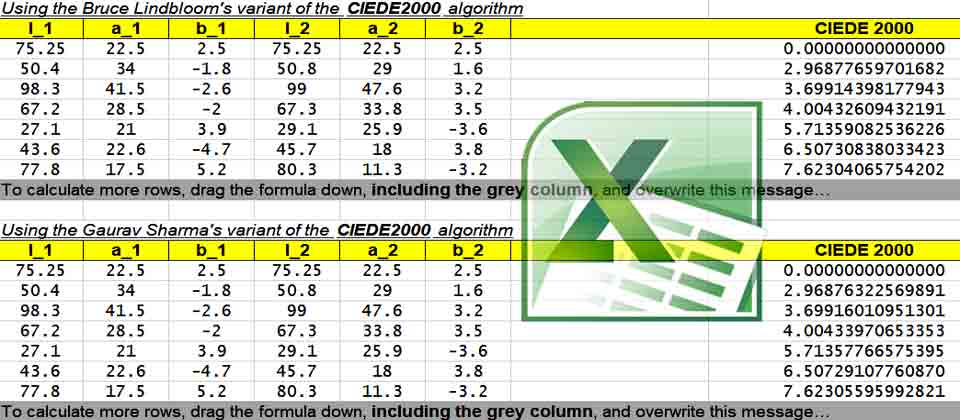 Using the Bruce Lindbloom's variant of the CIEDE2000 algorithm
l_1 a_1 b_1 l_2 a_2 b_2 CIEDE 2000
75.25 22.5 2.5 75.25 22.5 2.5 0.00000000000000
50.4 34 -1.8 50.8 29 1.6 2.96877659701682
98.3 41.5 -2.6 99 47.6 3.2 3.69914398177943
67.2 28.5 -2 67.3 33.8 3.5 4.00432609432191
27.1 21 3.9 29.1 25.9 -3.6 5.71359082536226
43.6 22.6 -4.7 45.7 18 3.8 6.50730838033423
77.8 17.5 5.2 80.3 11.3 -3.2 7.62304065754202
To calculate more rows, drag the formula down, including the grey column, and overwrite this message...
Using the Gaurav Sharma's variant of the CIEDE2000 algorithm
l_1 a_1 b_1 l_2 a_2 b_2 CIEDE 2000
75.25 22.5 2.5 75.25 22.5 2.5 0.00000000000000
50.4 34 -1.8 50.8 29 1.6 2.96876322569891
98.3 41.5 -2.6 99 47.6 3.2 3.69916010951301
67.2 28.5 -2 67.3 33.8 3.5 4.00433970653353
27.1 21 3.9 29.1 25.9 -3.6 5.71357766575395
43.6 22.6 -4.7 45.7 18 3.8 6.50729107760870
77.8 17.5 5.2 80.3 11.3 -3.2 7.62305595992821
To calculate more rows, drag the formula down, including the grey column, and overwrite this message...